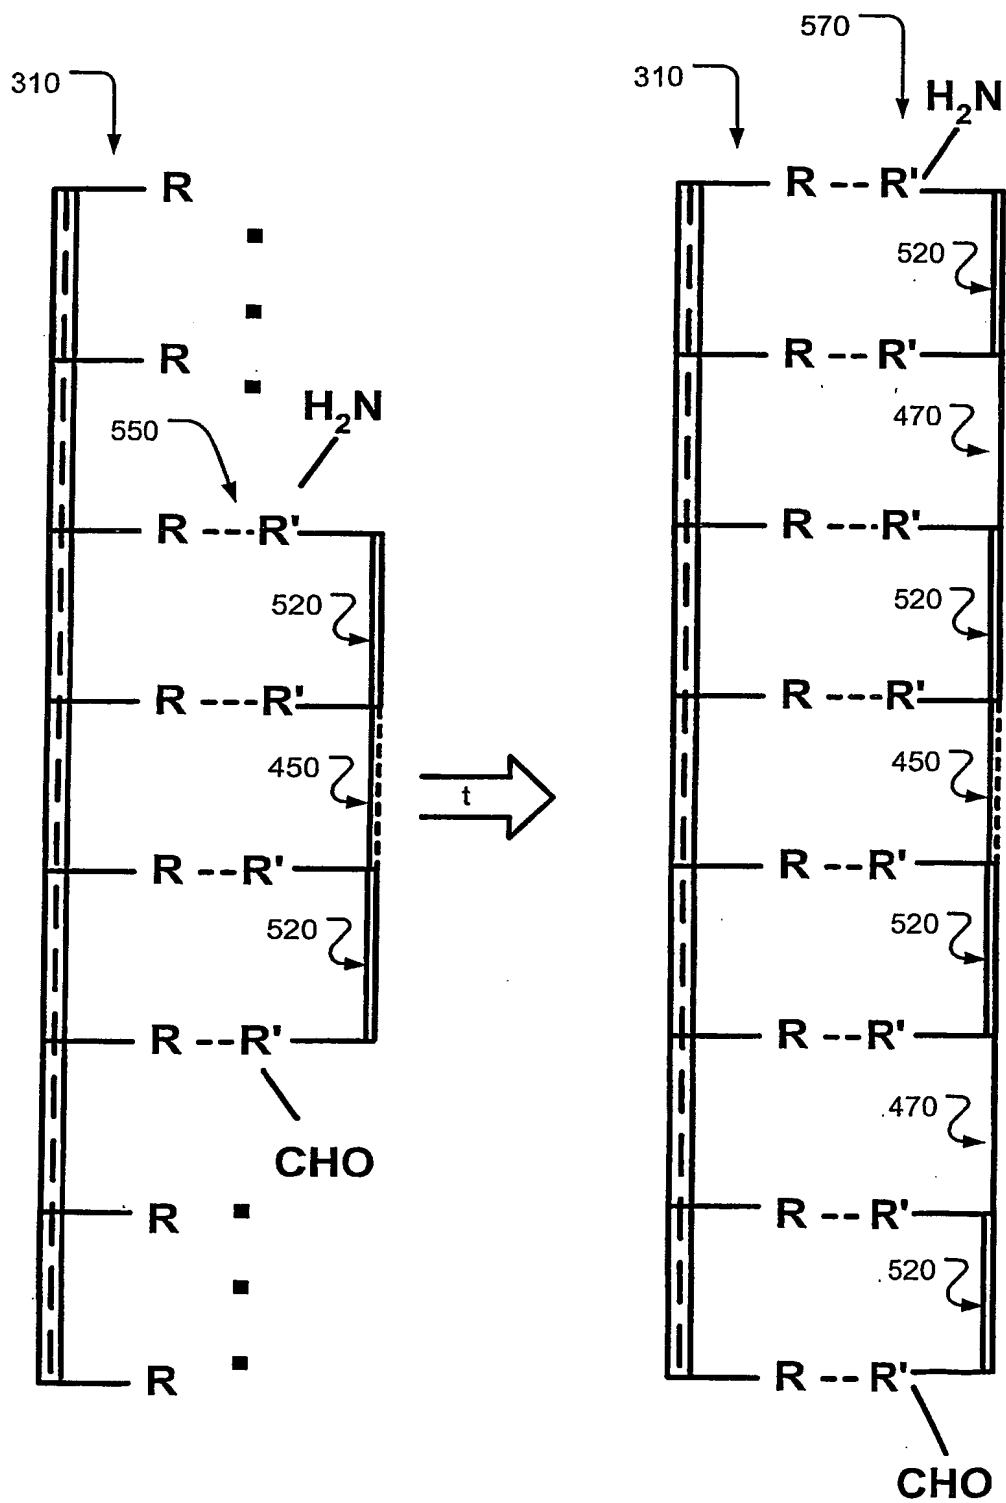 310
R
R
550
H₂N
R ---R'
520
R ---R'
450
R --R'
520
R --R'
CHO
R
R
t
570
310
H₂N
R --R'
520
R --R'
470
R ---R'
520
R ---R'
450
R --R'
520
R --R'
470
R --R'
520
R --R'
CHO